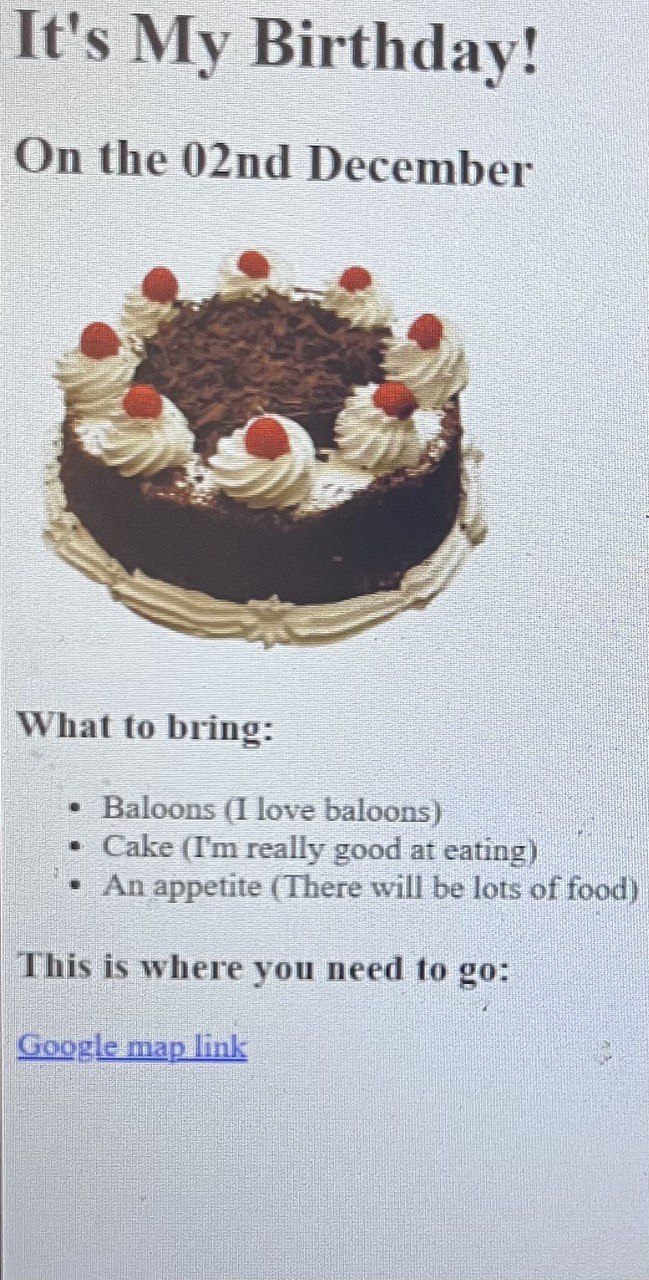 It's My Birthday!
On the 02nd December
What to bring:
• Baloons (I love baloons)
• Cake (I'm really good at eating)
• An appetite (There will be lots of food)
This is where you need to go:
Google map link